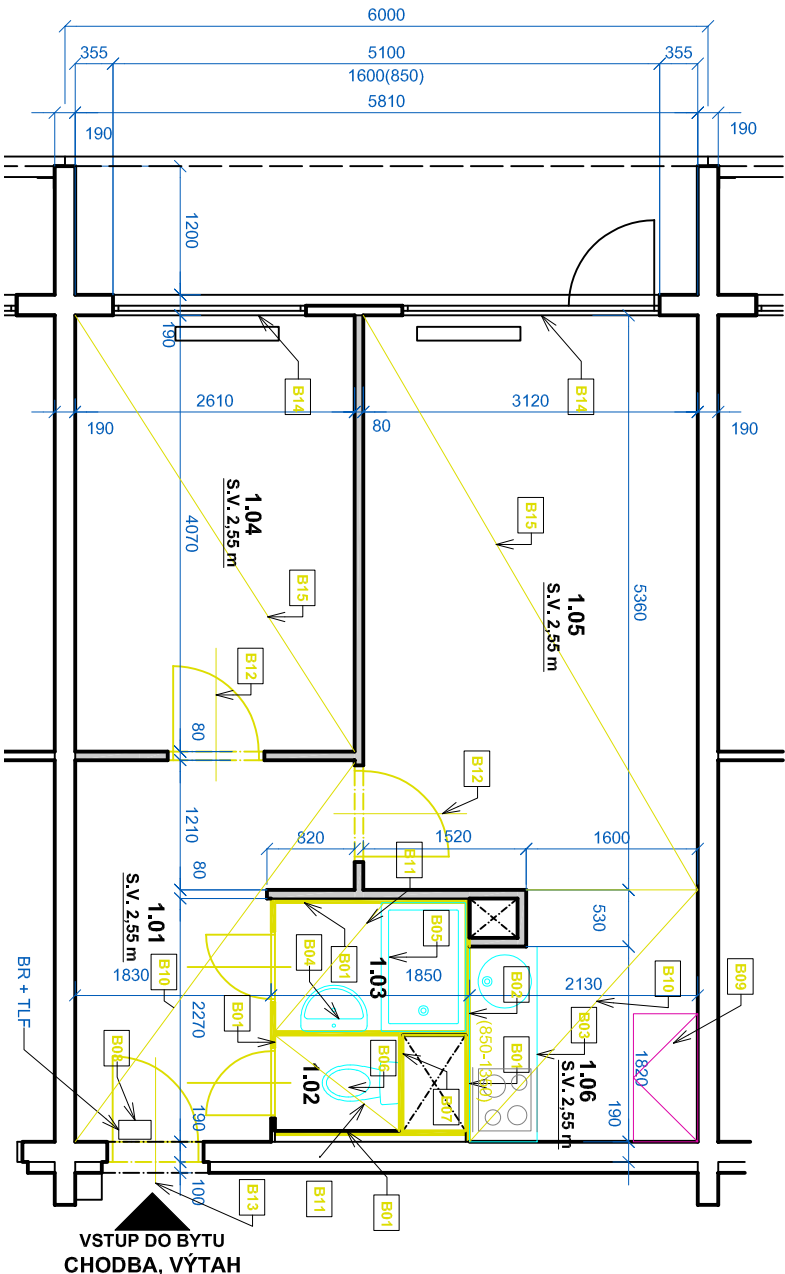 6000
355
5100
355
1600(850)
5810
190
190
1200
190
B14
B14
2610
3120
190
80
190
1.04
S.V. 2,55 m
4070
B15
B15
1.05
S.V. 2,55 m
5360
B12
80
B12
1210
820
1520
1600
80
B11
1.01
S.V. 2,55 m
B05
530
B04
B01
1.03
B10
1830
1850
B02
2130
B10
B09
BR + TLF
2270
B01
B03
B08
B06
B01
1820
1.02
B07
1.06
S.V. 2,55 m
190
190
100
B13
B11
B01
VSTUP DO BYTU
CHODBA, VÝTAH